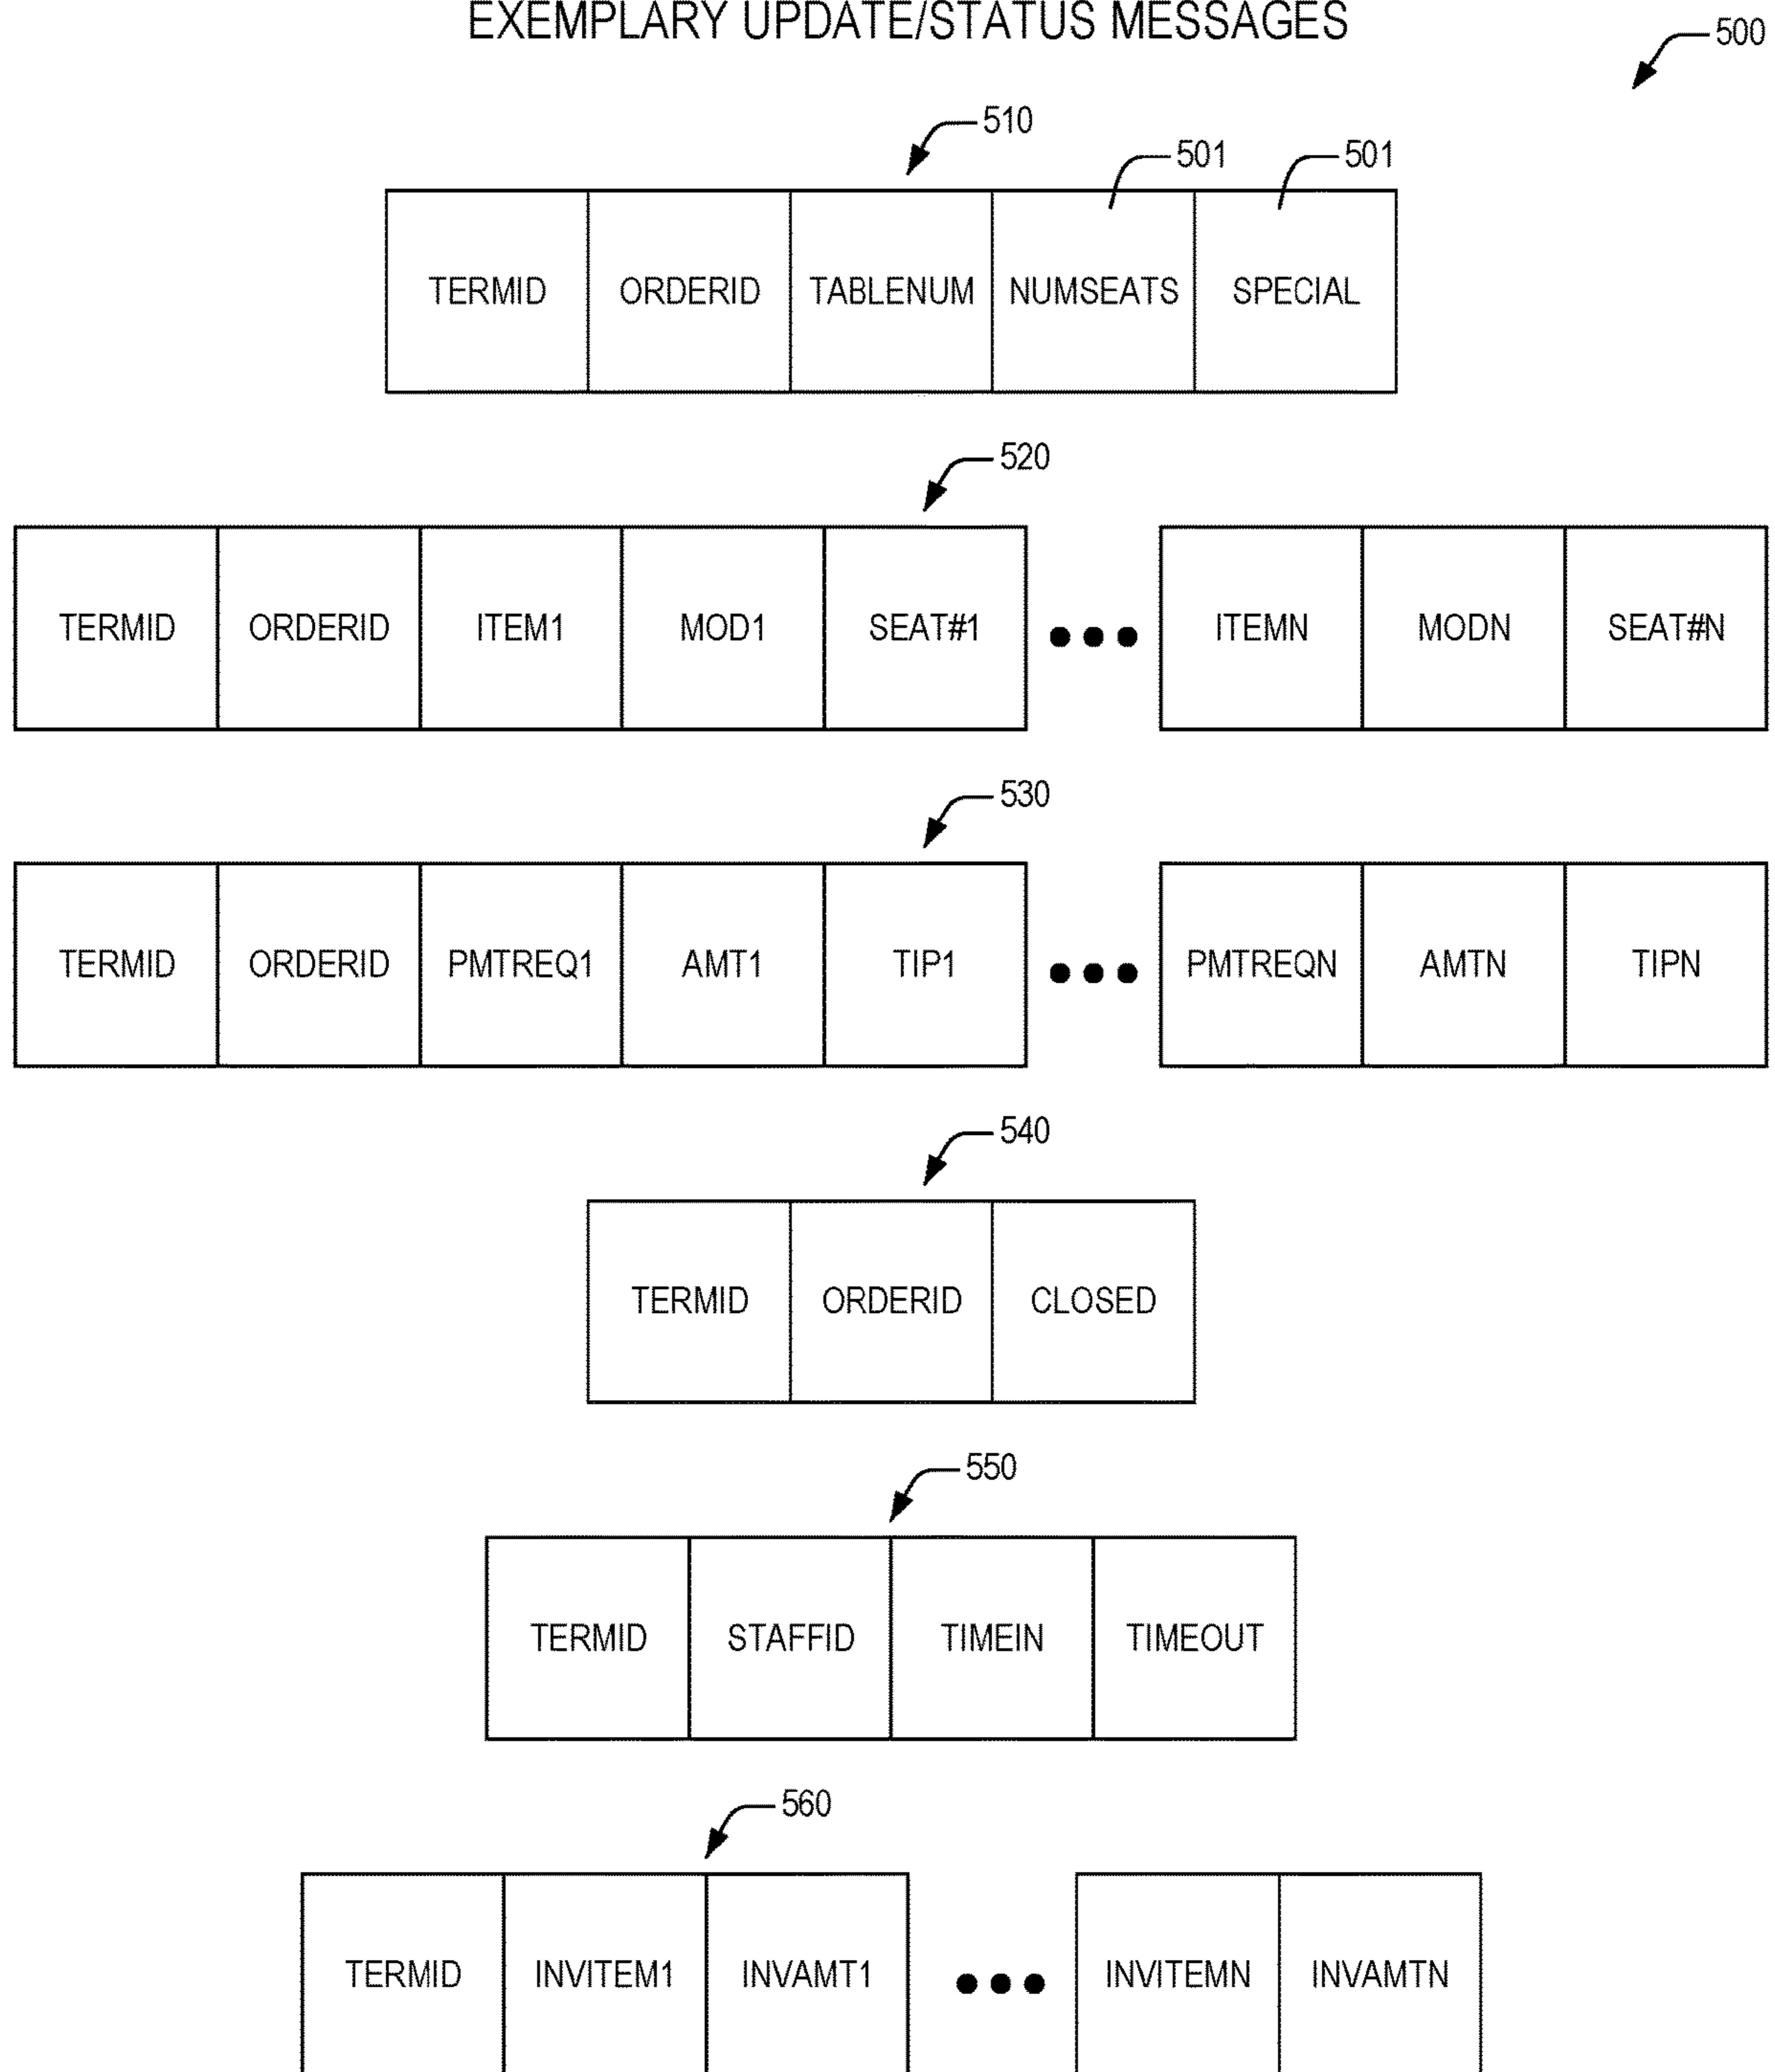 EXEMPLARY UPDATE/STATUS MESSAGES
500
510
501 501
TERMID ORDERID TABLENUM NUMSEATS SPECIAL
520
TERMID ORDERID ITEM1 MOD1 SEAT#1 ITEMN MODN SEAT#N
530
TERMID ORDERID PMTREQ1 AMT1 TIP1 PMTREQN AMTN TIPN
540
TERMID ORDERID CLOSED
550
TERMID STAFFID TIMEIN TIMEOUT
560
TERMID INVITEM1 INVAMT1 INVITEMN INVAMTN